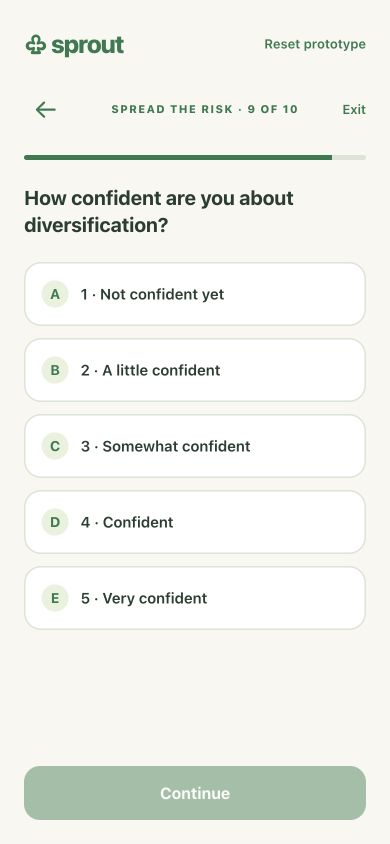 sprout
Reset prototype
SPREAD THE RISK · 9 OF 10
Exit
How confident are you about
diversification?
A 1 · Not confident yet
B 2 · A little confident
C 3 · Somewhat confident
D 4 · Confident
E 5 · Very confident
Continue